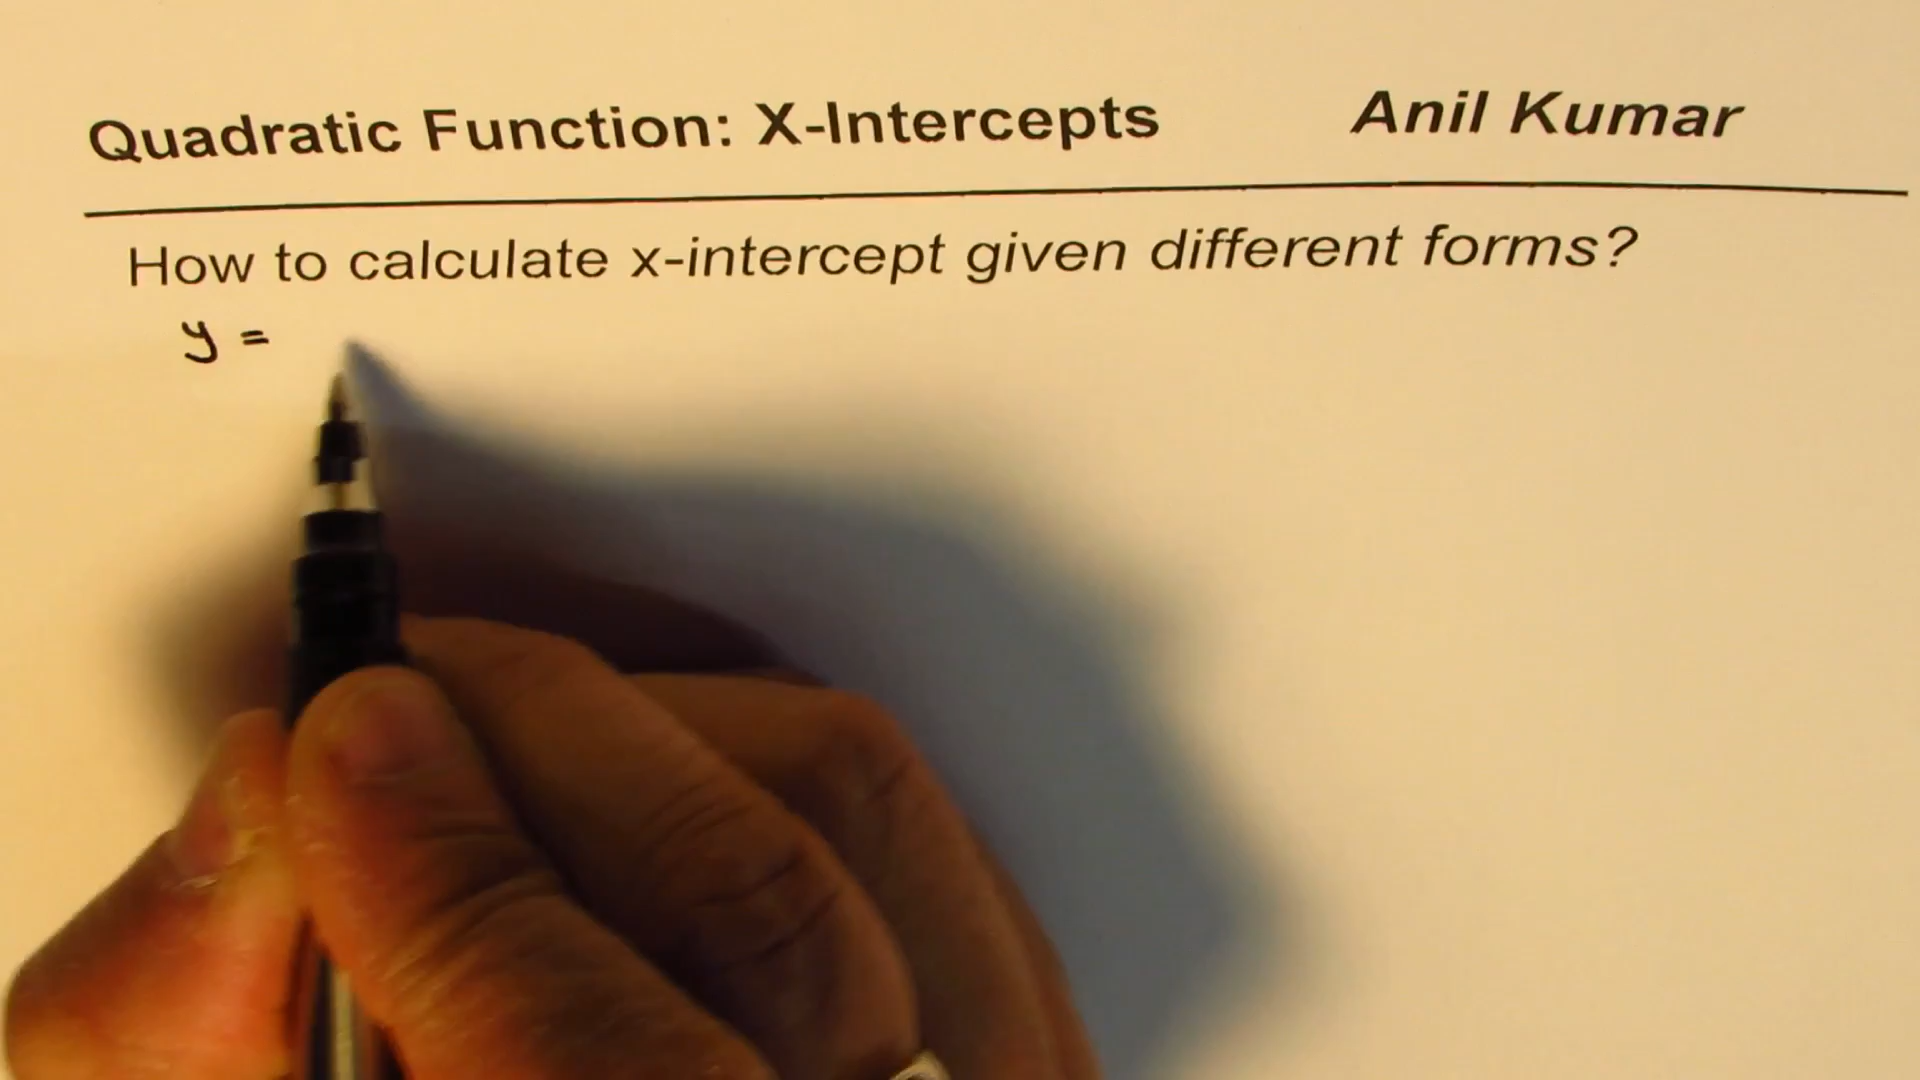 Quadratic Function: X-Intercepts Anil Kumar
How to calculate x-intercept given different forms?
y =